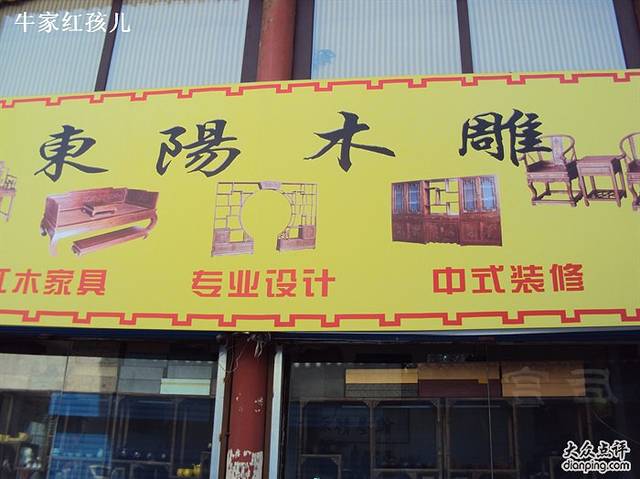 牛家红孩儿
東陽木雕
红木家具 专业设计 中式装修
大众点评
dianping.com